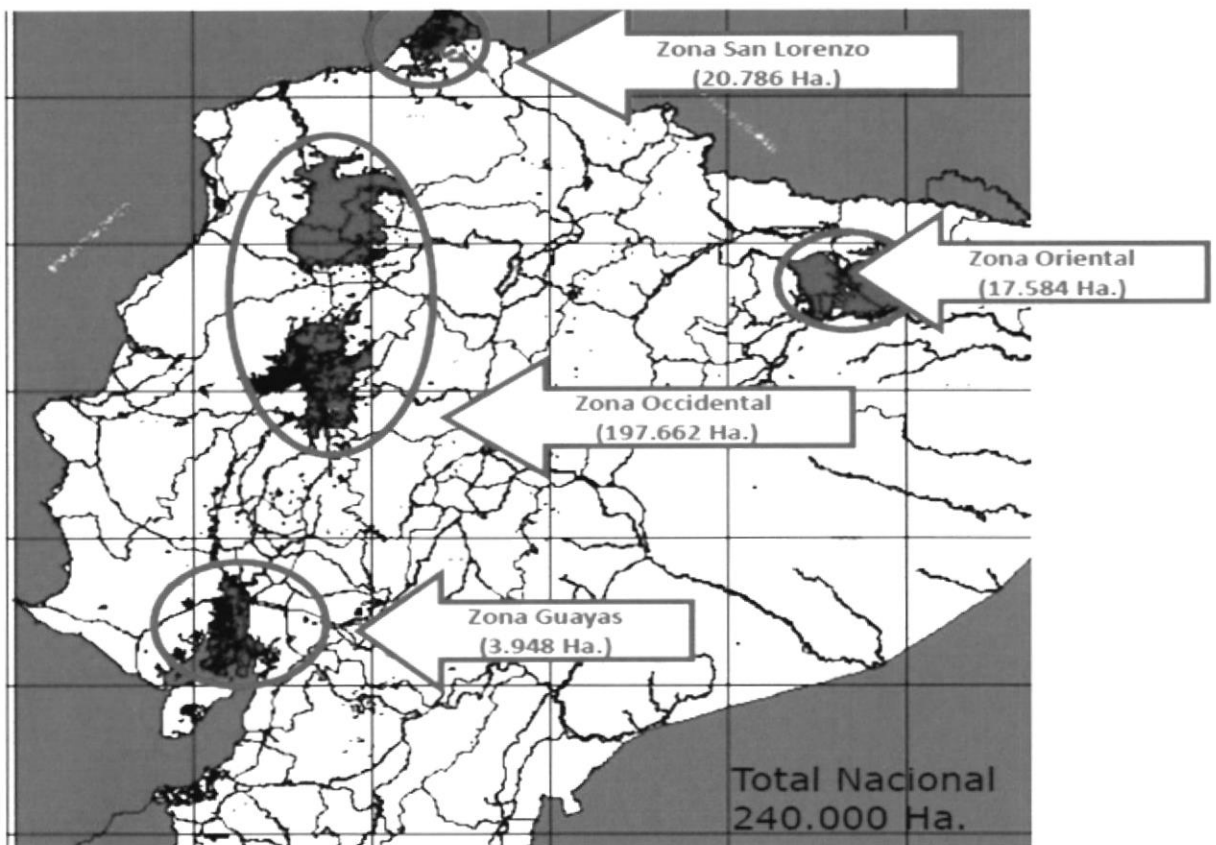 Zona San Lorenzo
(20.786 Ha.)
Zona Oriental
(17.584 Ha.)
Zona Occidental
(197.662 Ha.)
Zona Guayas
(3.948 Ha.)
Total Nacional
240.000 Ha.